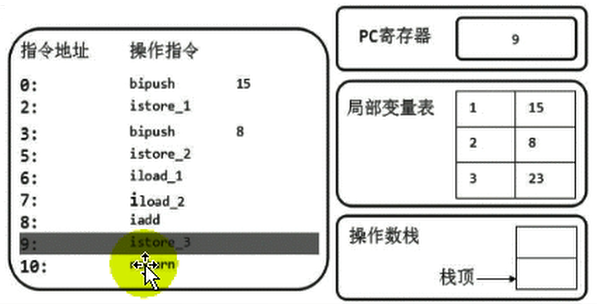 指令地址 操作指令
0: bipush 15
2: istore_1
3: bipush 8
5: istore_2
6: iload_1
7: iload_2
8: iadd
9: istore_3
10:
PC寄存器 9
局部变量表
1 15
2 8
3 23
操作数栈
栈顶